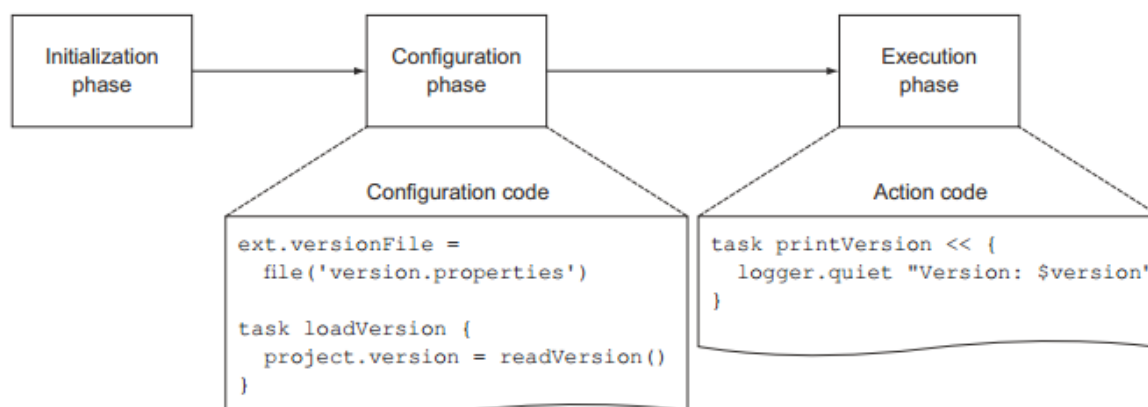 Initialization
phase
Configuration
phase
Execution
phase
Configuration code
ext.versionFile =
  file('version.properties')
task loadVersion {
  project.version = readVersion()
}
Action code
task printVersion << {
  logger.quiet "Version: $version"
}